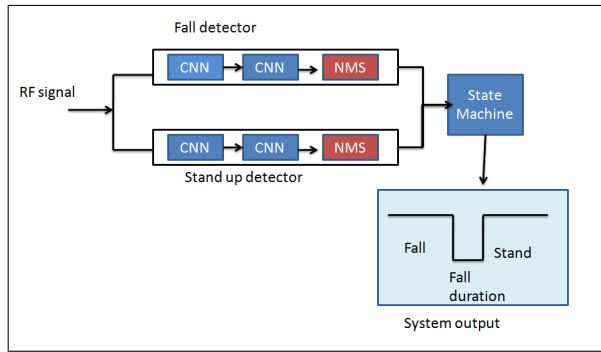 Fall detector
CNN CNN NMS
RF signal
State
Machine
CNN CNN NMS
Stand up detector
Fall Stand
Fall
duration
System output